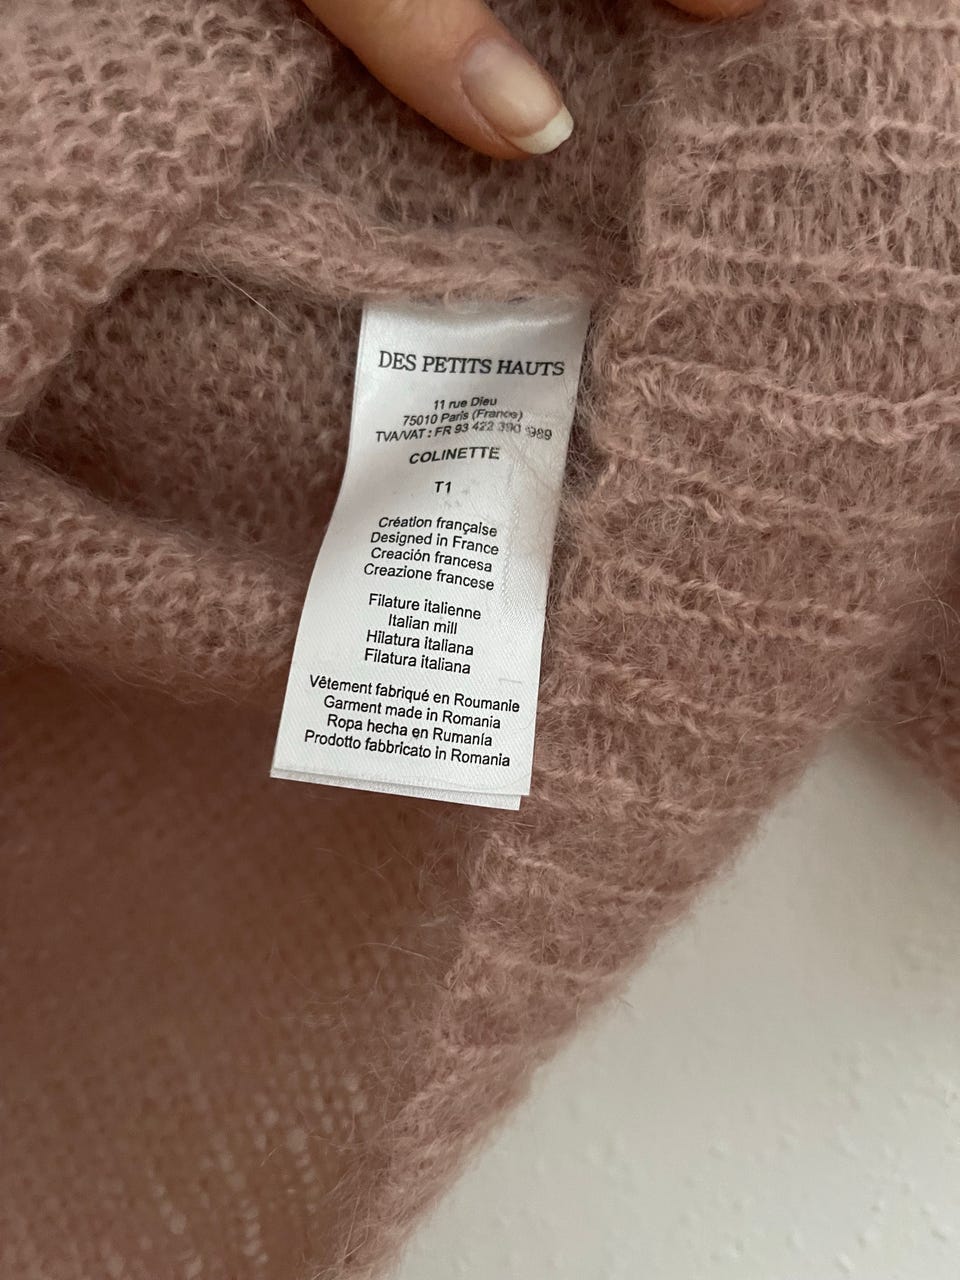 DES PETITS HAUTS
11 rue Dieu
75010 Paris (France)
TVA/VAT : FR 93 422 390 989
COLINETTE
T1
Création française
Designed in France
Creación francesa
Creazione francese
Filature italienne
Italian mill
Hilatura italiana
Filatura italiana
Vêtement fabriqué en Roumanie
Garment made in Romania
Ropa hecha en Rumanía
Prodotto fabbricato in Romania